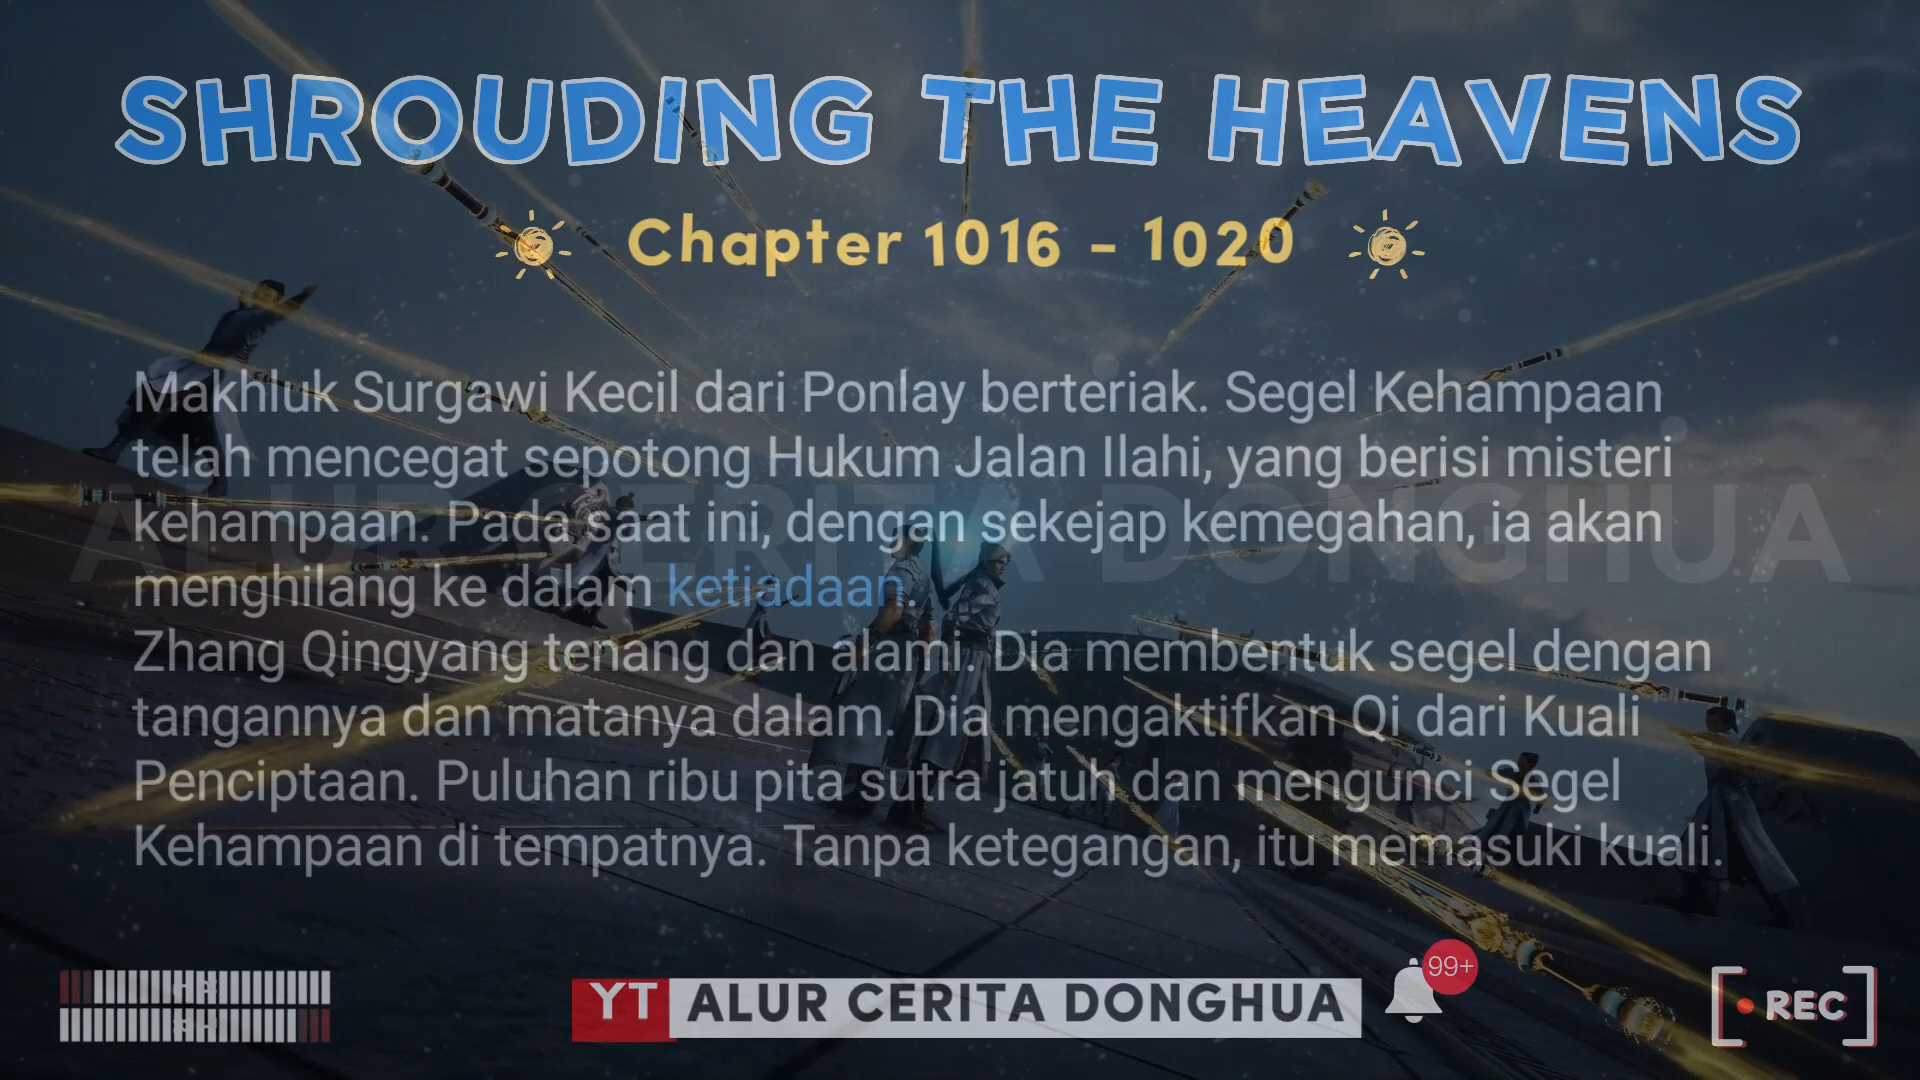 SHROUDING THE HEAVENS
Chapter 1016 - 1020
Makhluk Surgawi Kecil dari Ponlay berteriak. Segel Kehampaan
telah mencegat sepotong Hukum Jalan Ilahi, yang berisi misteri
kehampaan. Pada saat ini, dengan sekejap kemegahan, ia akan
menghilang ke dalam ketiadaan.
Zhang Qingyang tenang dan alami. Dia membentuk segel dengan
tangannya dan matanya dalam. Dia mengaktifkan Qi dari Kuali
Penciptaan. Puluhan ribu pita sutra jatuh dan mengunci Segel
Kehampaan di tempatnya. Tanpa ketegangan, itu memasuki kuali.
ALUR CERITA DONGHUA
YT ALUR CERITA DONGHUA
99+
REC